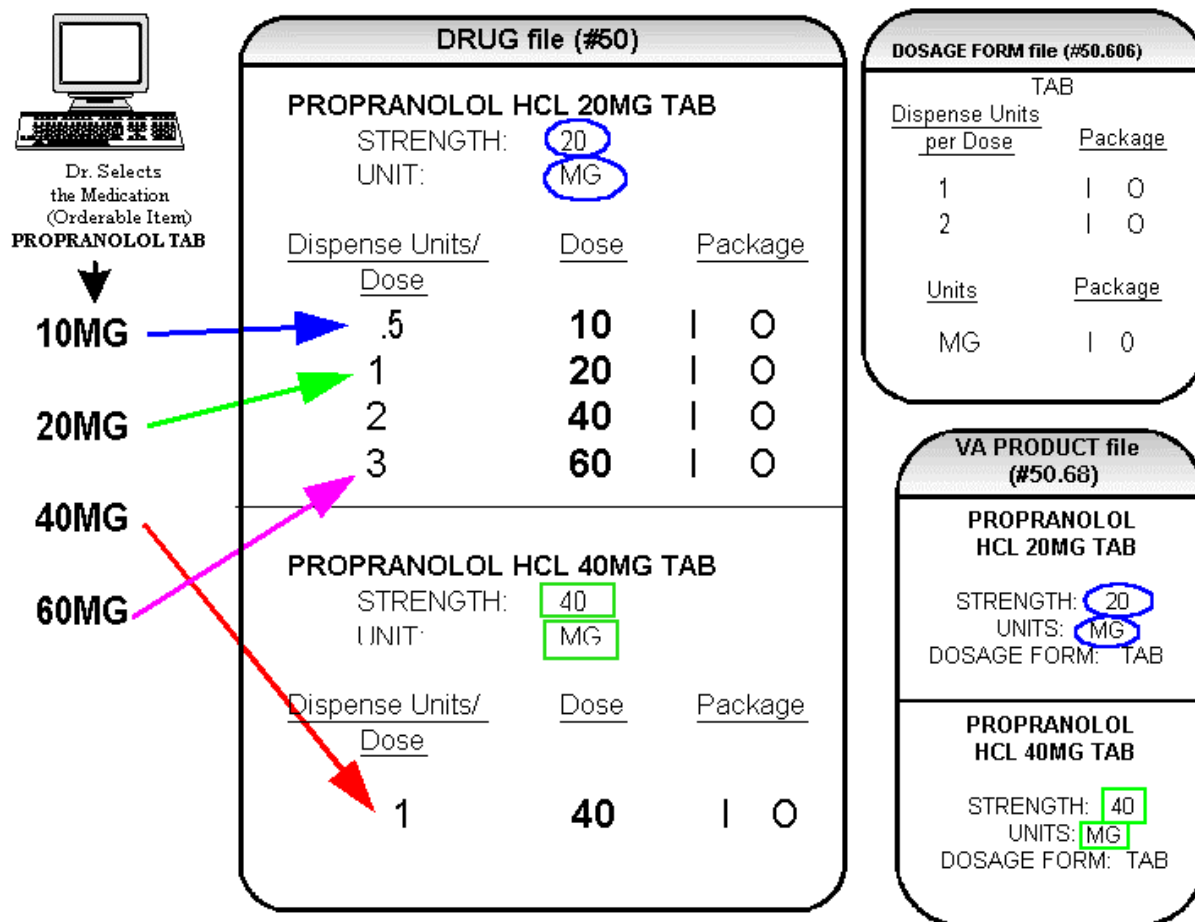 Dr. Selects
the Medication
(Orderable Item)
PROPRANOLOL TAB
10MG
20MG
40MG
60MG
DRUG file (#50)
PROPRANOLOL HCL 20MG TAB
STRENGTH: 20
UNIT: MG
Dispense Units/ Dose Package
Dose
.5 10 I O
1 20 I O
2 40 I O
3 60 I O
PROPRANOLOL HCL 40MG TAB
STRENGTH: 40
UNIT: MG
Dispense Units/ Dose Package
Dose
1 40 I O
DOSAGE FORM file (#50.606)
TAB
Dispense Units
per Dose Package
1 I O
2 I O
Units Package
MG I O
VA PRODUCT file
(#50.68)
PROPRANOLOL
HCL 20MG TAB
STRENGTH: 20
UNITS: MG
DOSAGE FORM: TAB
PROPRANOLOL
HCL 40MG TAB
STRENGTH: 40
UNITS: MG
DOSAGE FORM: TAB